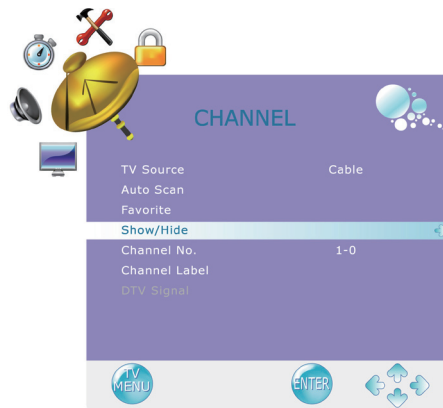 CHANNEL
TV Source Cable
Auto Scan
Favorite
Show/Hide
Channel No. 1-0
Channel Label
DTV Signal
TV MENU ENTER